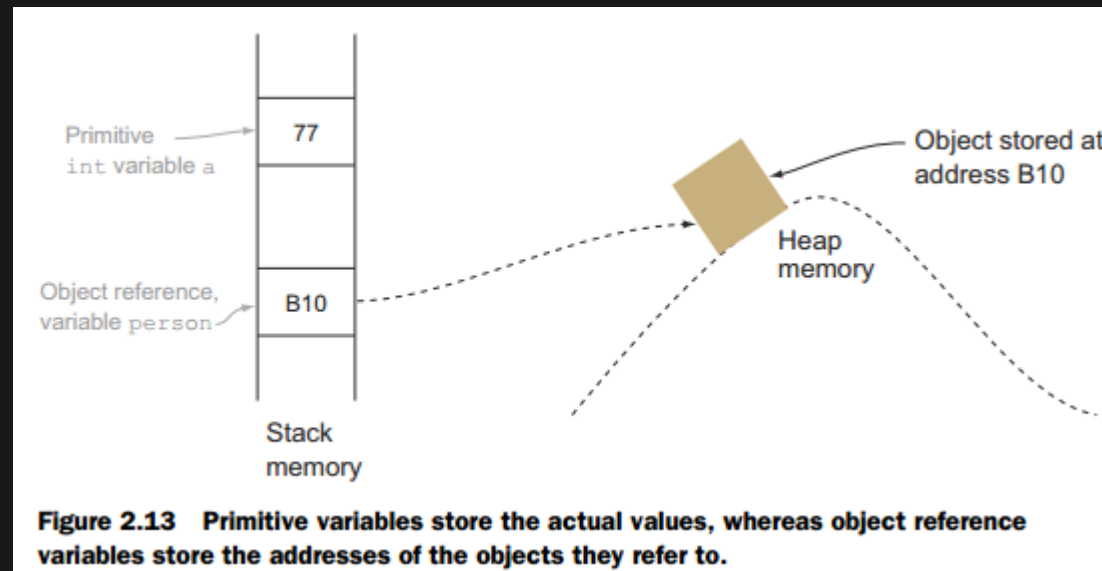 Primitive
int variable a
77
Object stored at
address B10
Heap
memory
Object reference,
variable person
B10
Stack
memory
Figure 2.13 Primitive variables store the actual values, whereas object reference
variables store the addresses of the objects they refer to.